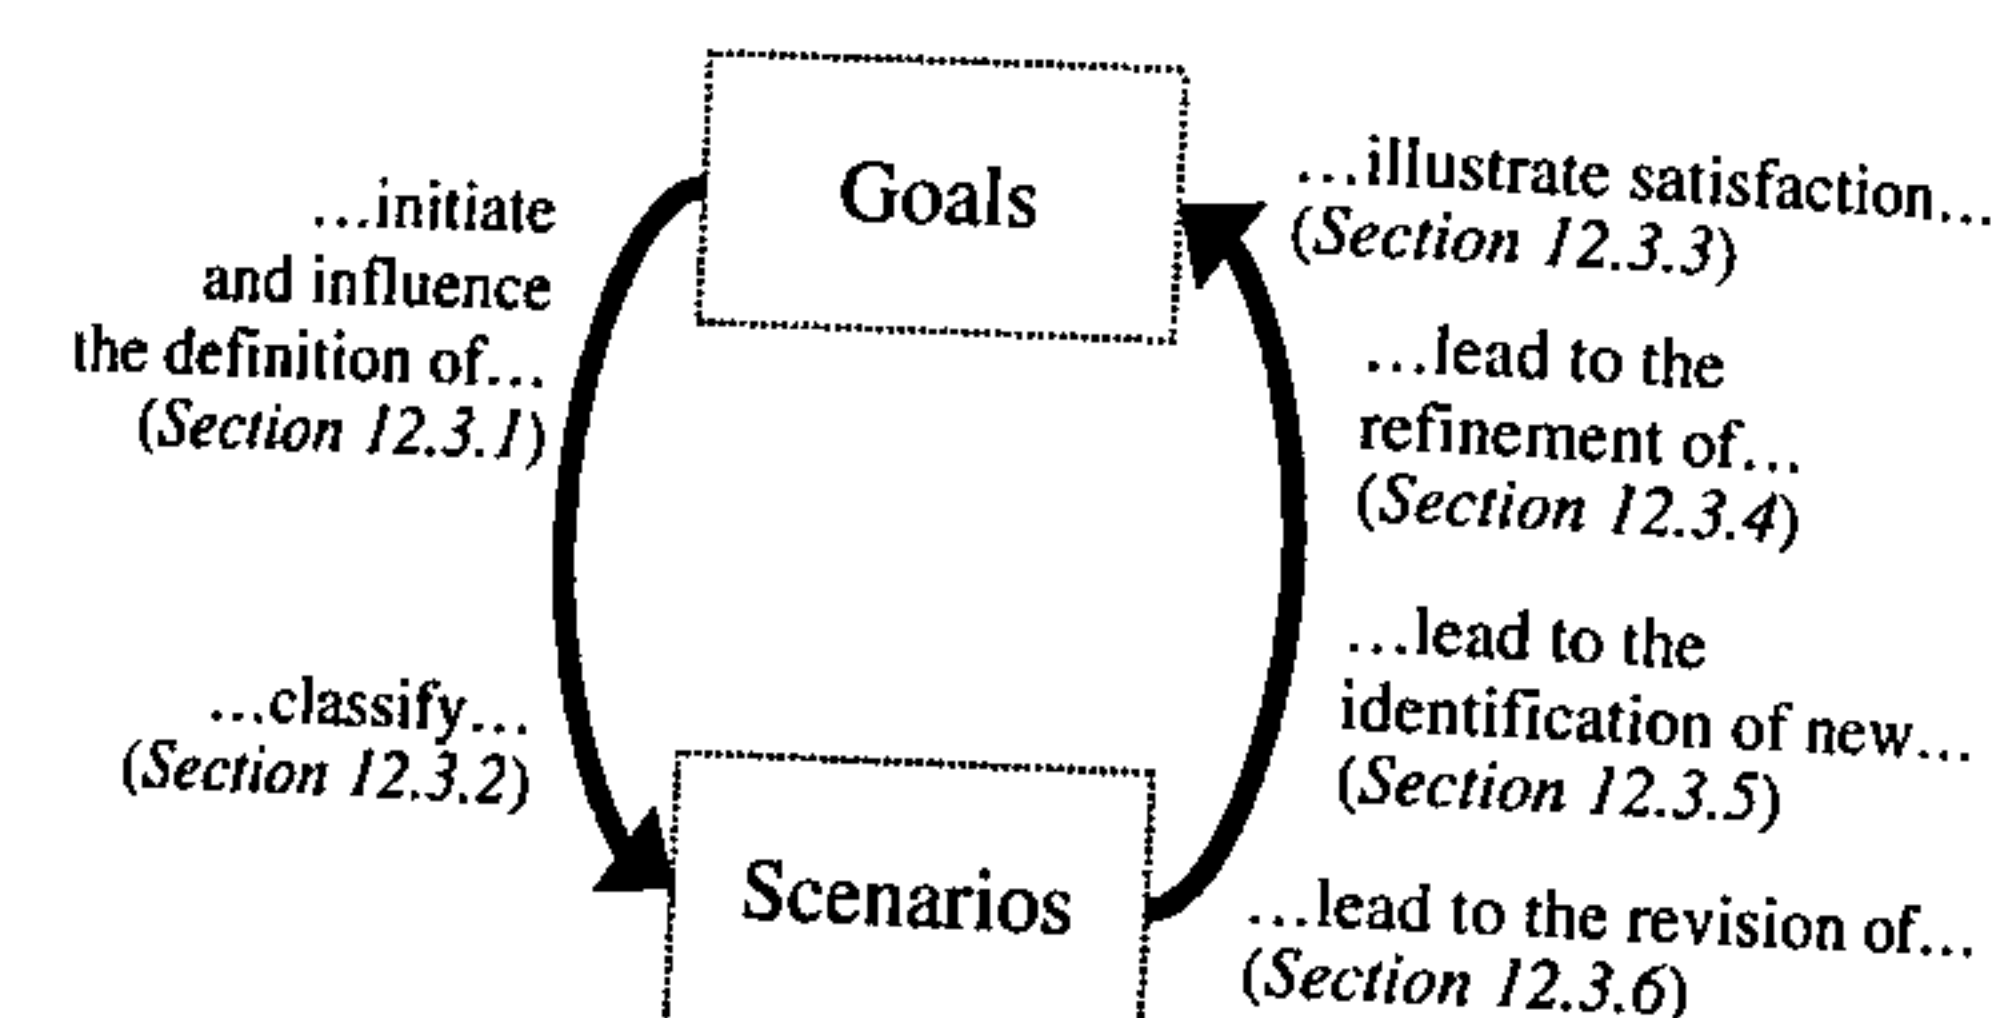 Goals
…initiate
and influence
the definition of…
(Section 12.3.1)
…classify…
(Section 12.3.2)
…illustrate satisfaction…
(Section 12.3.3)
…lead to the
refinement of…
(Section 12.3.4)
…lead to the
identification of new…
(Section 12.3.5)
…lead to the revision of…
(Section 12.3.6)
Scenarios